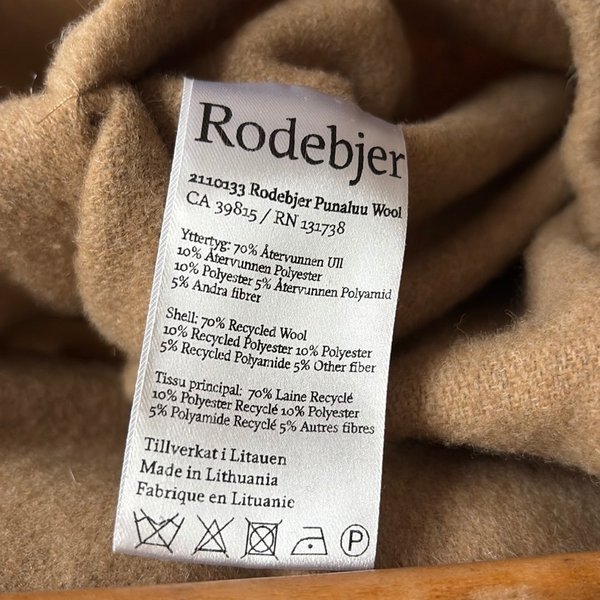 Rodebjer
2110133 Rodebjer Punaluu Wool
CA 39815 / RN 131738
Yttertyg: 70% Återvunnen Ull
10% Återvunnen Polyester
10% Polyester 5% Återvunnen Polyamid
5% Andra fibrer
Shell: 70% Recycled Wool
10% Recycled Polyester 10% Polyester
5% Recycled Polyamide 5% Other fiber
Tissu principal: 70% Laine Recyclé
10% Polyester Recyclé 10% Polyester
5% Polyamide Recyclé 5% Autres fibres
Tillverkat i Litauen
Made in Lithuania
Fabrique en Lituanie
P